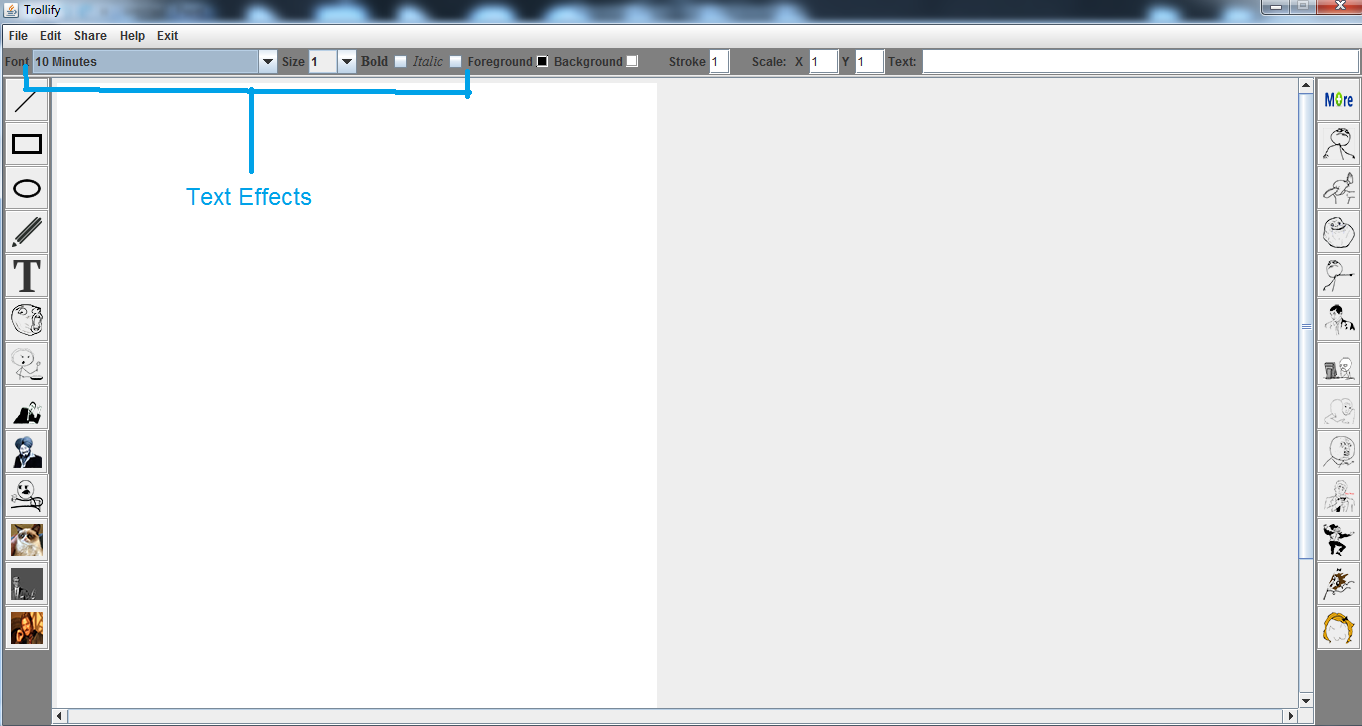 Trollify
File Edit Share Help Exit
Font 10 Minutes Size 1 Bold Italic Foreground Background Stroke 1 Scale: X 1 Y 1 Text:
T
More
Text Effects